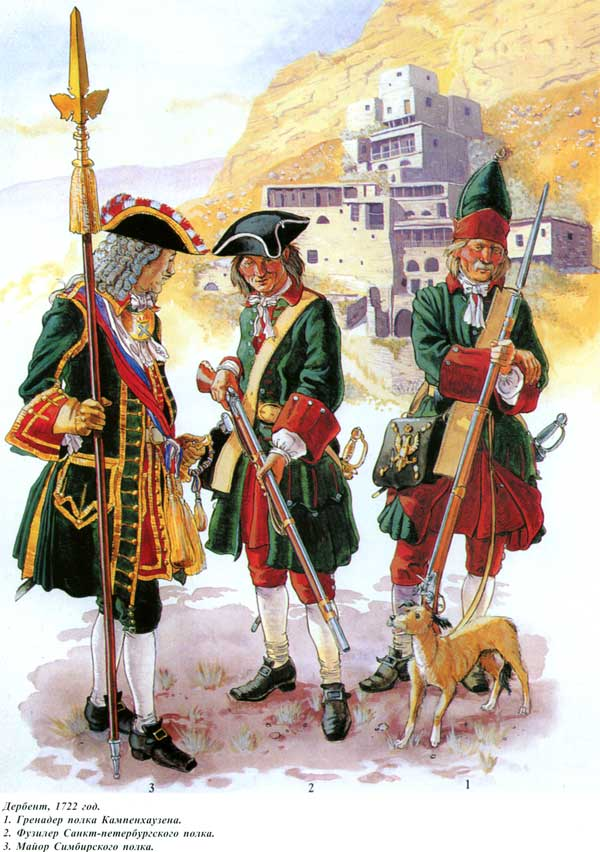 3 2 1
Дербент, 1722 год.
1. Гренадер полка Кампенхаузена.
2. Фузилер Санкт-петербургского полка.
3. Майор Симбирского полка.